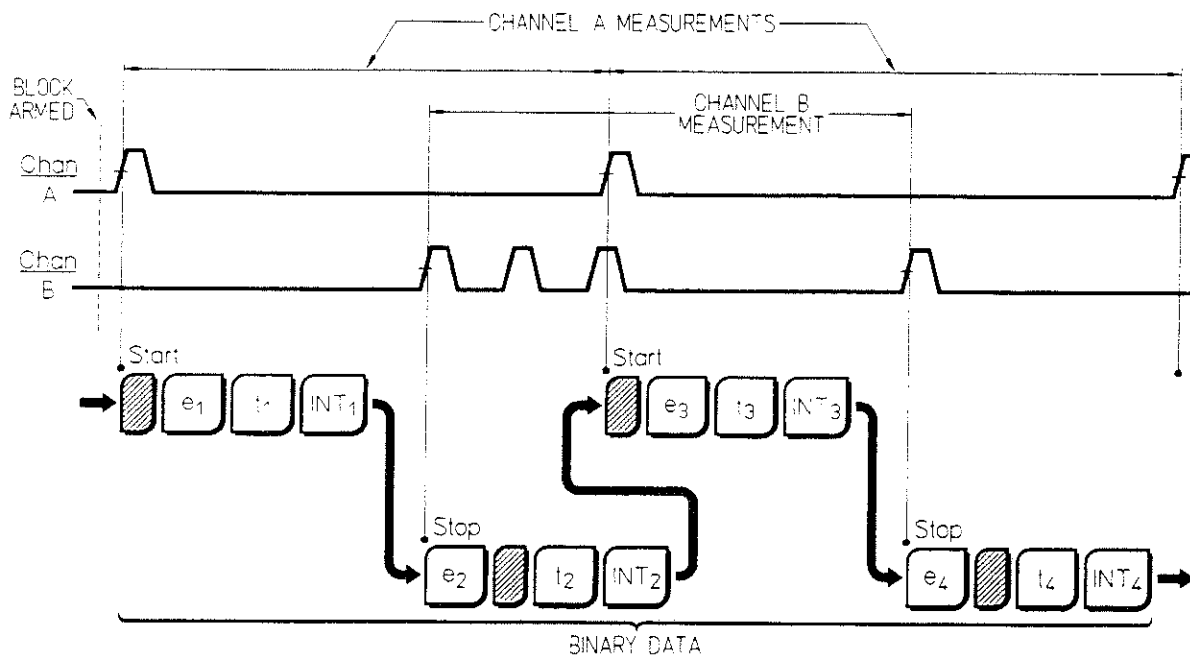 CHANNEL A MEASUREMENTS
BLOCK
ARMED
CHANNEL B
MEASUREMENT
Chan
A
Chan
B
Start
Start
e1 t1 INT1
e3 t3 INT3
Stop
Stop
e2 t2 INT2
e4 t4 INT4
BINARY DATA